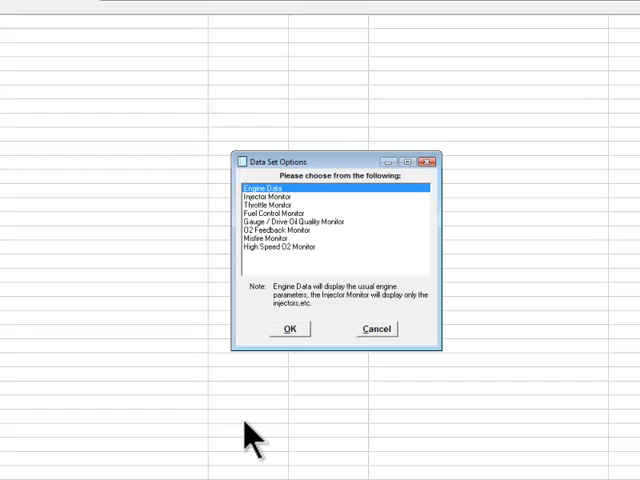 Data Set Options
Please choose from the following:
Engine Data
Injector Monitor
Throttle Monitor
Fuel Control Monitor
Gauge / Drive Oil Quality Monitor
O2 Feedback Monitor
Misfire Monitor
High Speed O2 Monitor
Note: Engine Data will display the usual engine
parameters, the Injector Monitor will display only the
injectors,etc.
OK Cancel